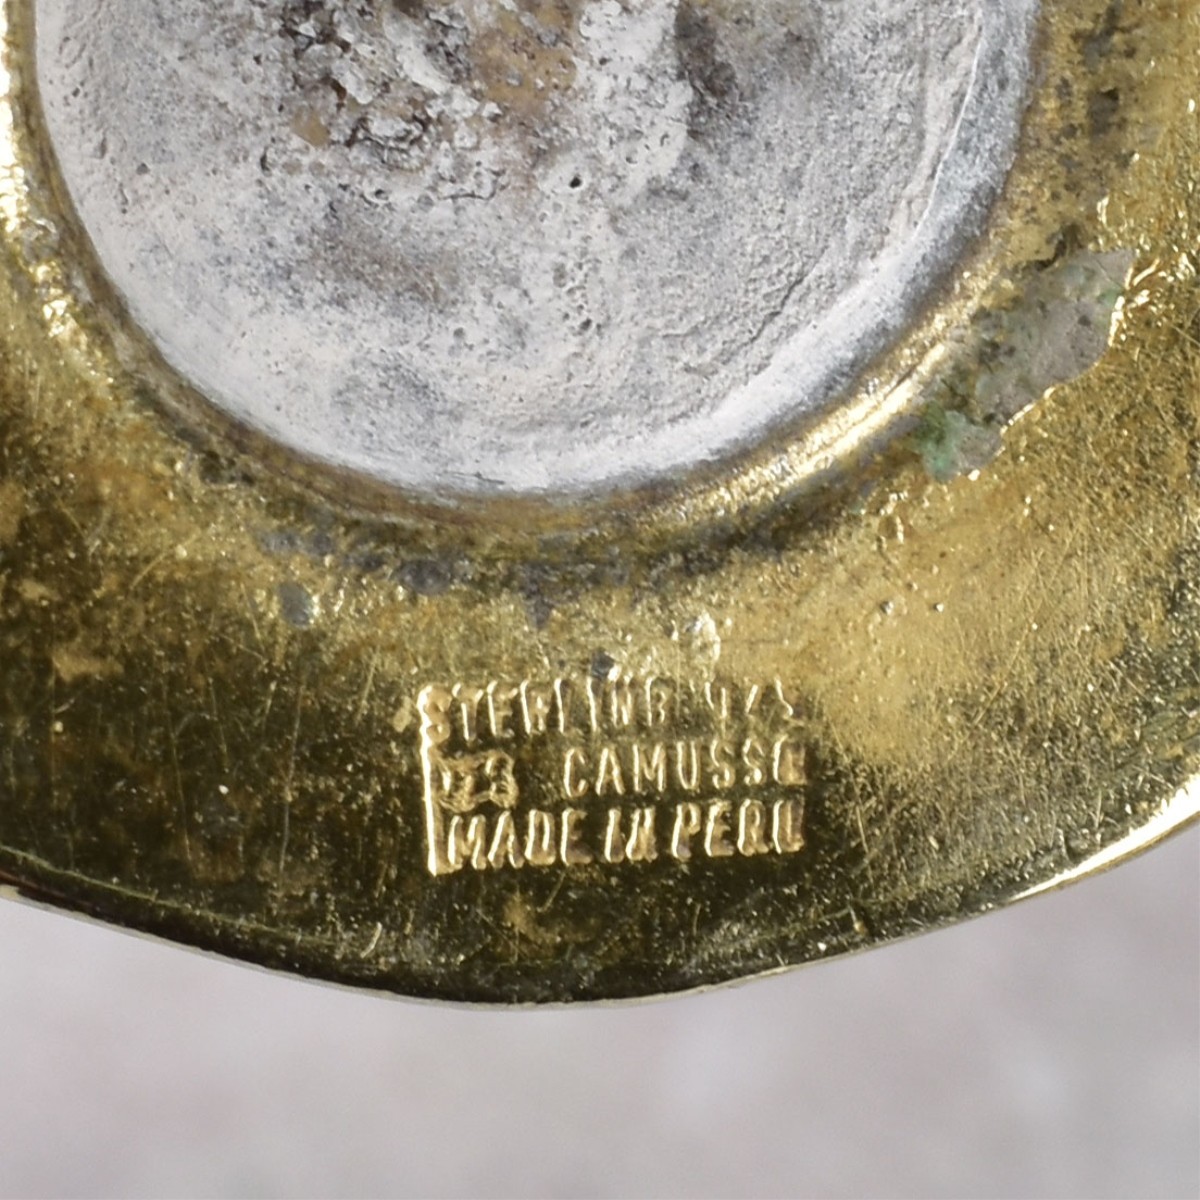 STERLING 925
CAMUSSO
MADE IN PERU